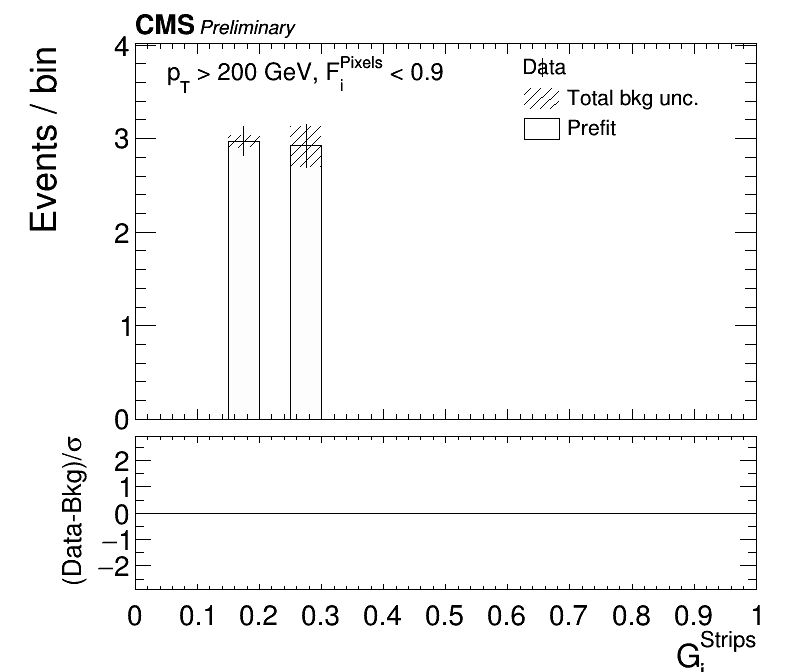 CMS Preliminary
Events / bin
4
3
2
1
0
p_T > 200 GeV, F_i^Pixels < 0.9
Data
Total bkg unc.
Prefit
(Data-Bkg)/σ
2
1
0
−1
−2
0 0.1 0.2 0.3 0.4 0.5 0.6 0.7 0.8 0.9 1
G_i^Strips